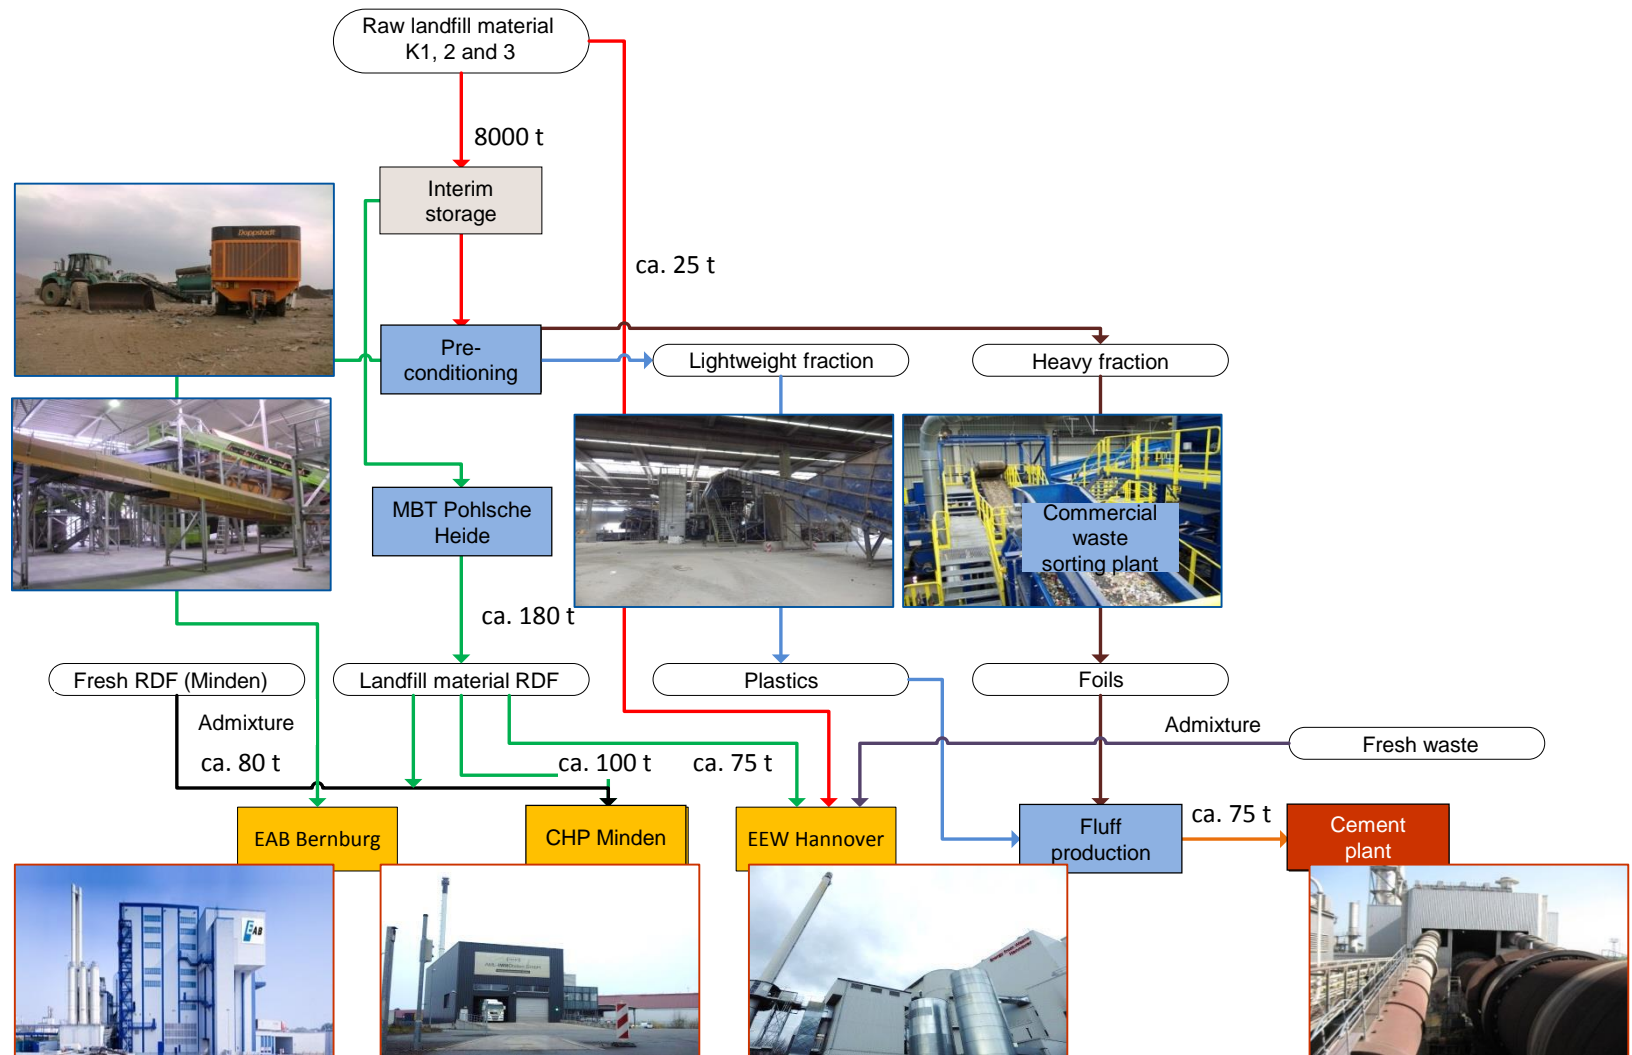 Raw landfill material
K1, 2 and 3
8000 t
Interim
storage
Doppstadt
ca. 25 t
Pre-
conditioning
Lightweight fraction
Heavy fraction
MBT Pohlsche
Heide
Commercial
waste
sorting plant
ca. 180 t
Fresh RDF (Minden)
Landfill material RDF
Plastics
Foils
Admixture
Admixture
Fresh waste
ca. 80 t
ca. 100 t
ca. 75 t
EAB Bernburg
CHP Minden
EEW Hannover
Fluff
production
ca. 75 t
Cement
plant
EAB